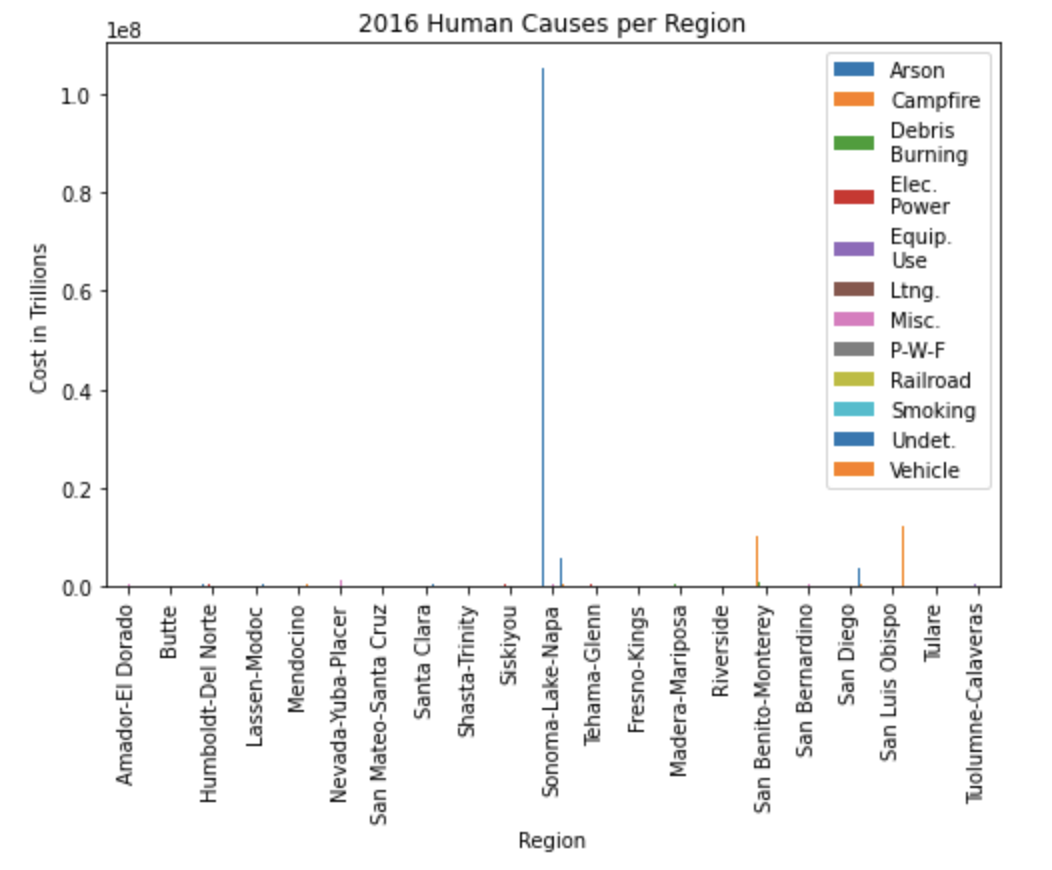 2016 Human Causes per Region
1e8
1.0
0.8
0.6
0.4
0.2
0.0
Cost in Trillions
Arson
Campfire
Debris
Burning
Elec.
Power
Equip.
Use
Ltng.
Misc.
P-W-F
Railroad
Smoking
Undet.
Vehicle
Amador-El Dorado
Butte
Humboldt-Del Norte
Lassen-Modoc
Mendocino
Nevada-Yuba-Placer
San Mateo-Santa Cruz
Santa Clara
Shasta-Trinity
Siskiyou
Sonoma-Lake-Napa
Tehama-Glenn
Fresno-Kings
Madera-Mariposa
Riverside
San Benito-Monterey
San Bernardino
San Diego
San Luis Obispo
Tulare
Tuolumne-Calaveras
Region